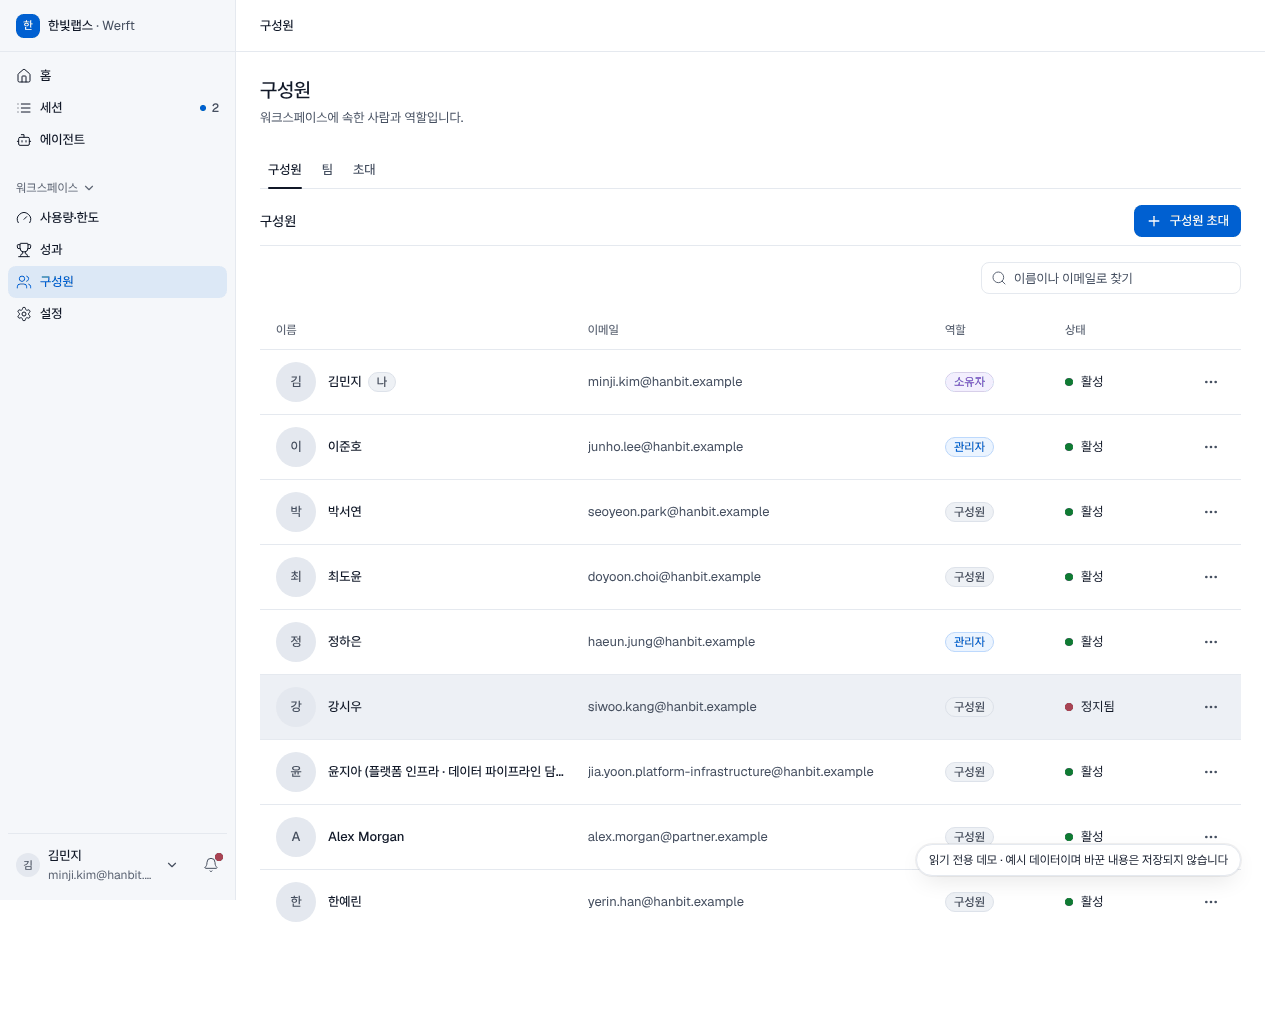 한 한빛랩스 · Werft
구성원
홈
세션 2
에이전트
워크스페이스
사용량·한도
성과
구성원
설정
김 김민지
minji.kim@hanbit.…
구성원
워크스페이스에 속한 사람과 역할입니다.
구성원 팀 초대
구성원
구성원 초대
이름이나 이메일로 찾기
이름 이메일 역할 상태
김 김민지 나 minji.kim@hanbit.example 소유자 활성
이 이준호 junho.lee@hanbit.example 관리자 활성
박 박서연 seoyeon.park@hanbit.example 구성원 활성
최 최도윤 doyoon.choi@hanbit.example 구성원 활성
정 정하은 haeun.jung@hanbit.example 관리자 활성
강 강시우 siwoo.kang@hanbit.example 구성원 정지됨
윤 윤지아 (플랫폼 인프라 · 데이터 파이프라인 담… jia.yoon.platform-infrastructure@hanbit.example 구성원 활성
A Alex Morgan alex.morgan@partner.example 구성원 활성
읽기 전용 데모 · 예시 데이터이며 바꾼 내용은 저장되지 않습니다
한 한예린 yerin.han@hanbit.example 구성원 활성